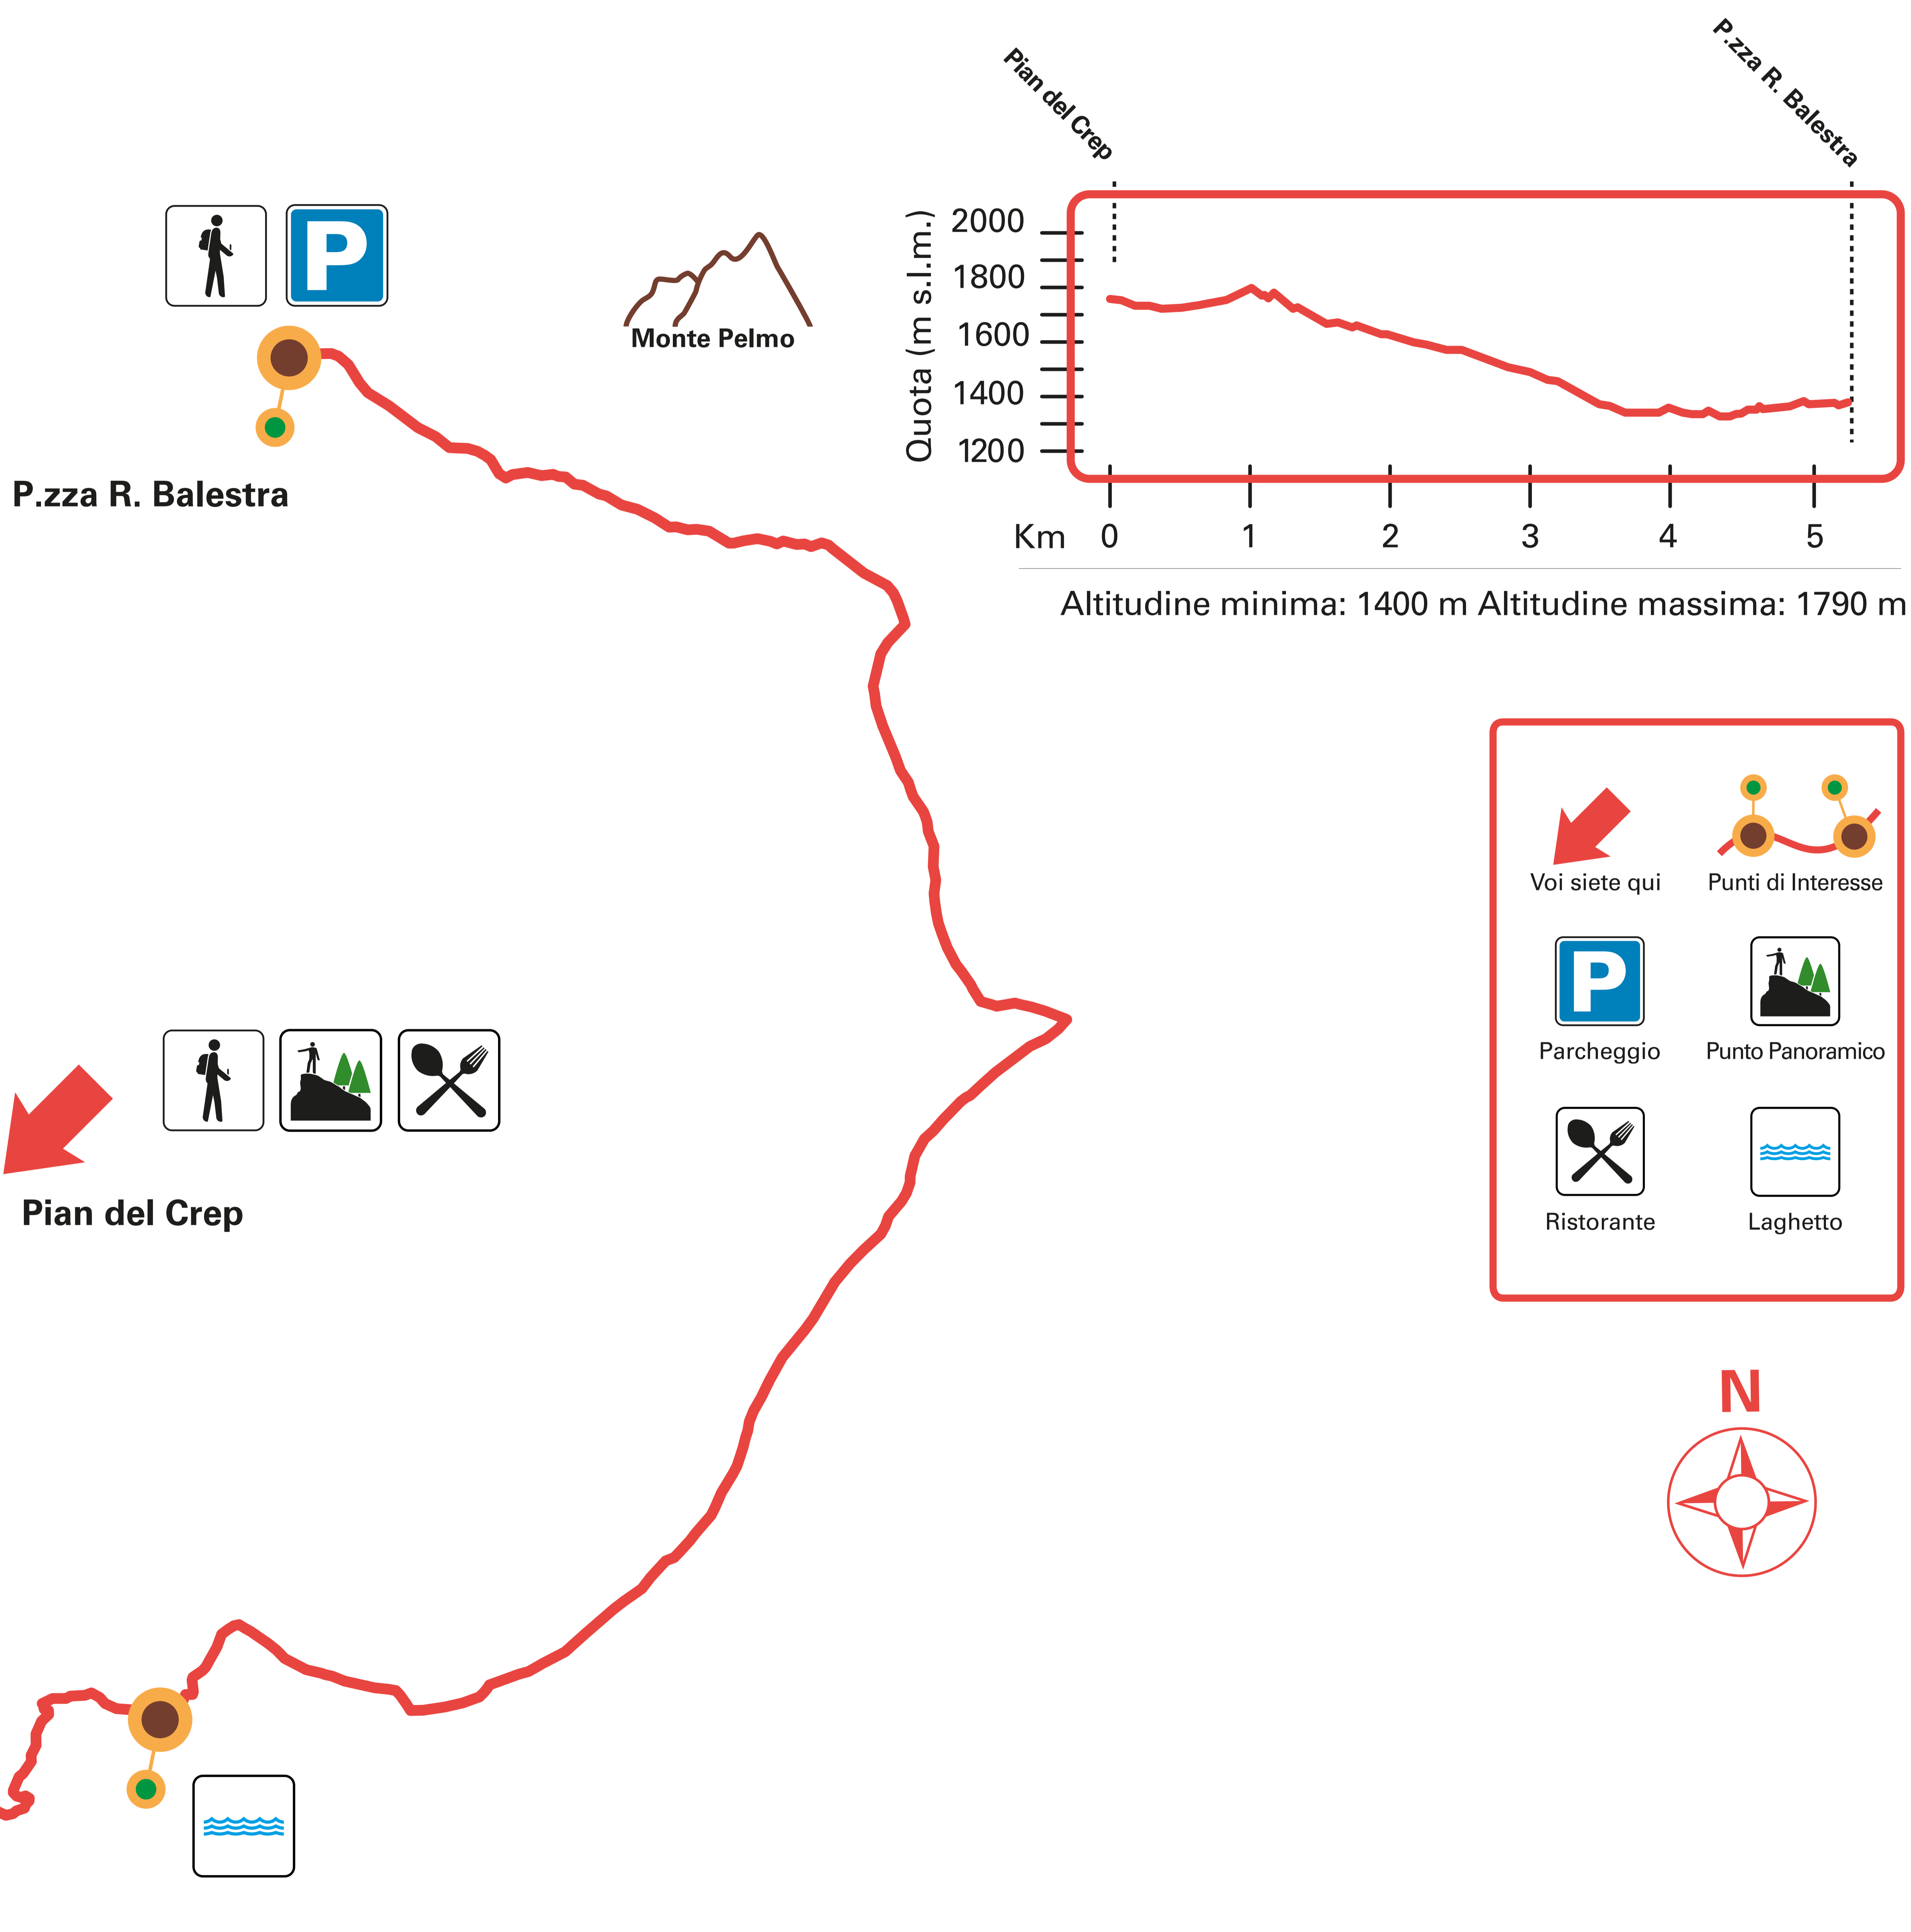 Pian del Crep
P.zza R. Balestra
Quota (m s.l.m.)
2000
1800
1600
1400
1200
Km 0 1 2 3 4 5
Altitudine minima: 1400 m Altitudine massima: 1790 m
P
Monte Pelmo
P.zza R. Balestra
Voi siete qui
Punti di Interesse
P
Parcheggio
Punto Panoramico
Ristorante
Laghetto
Pian del Crep
N